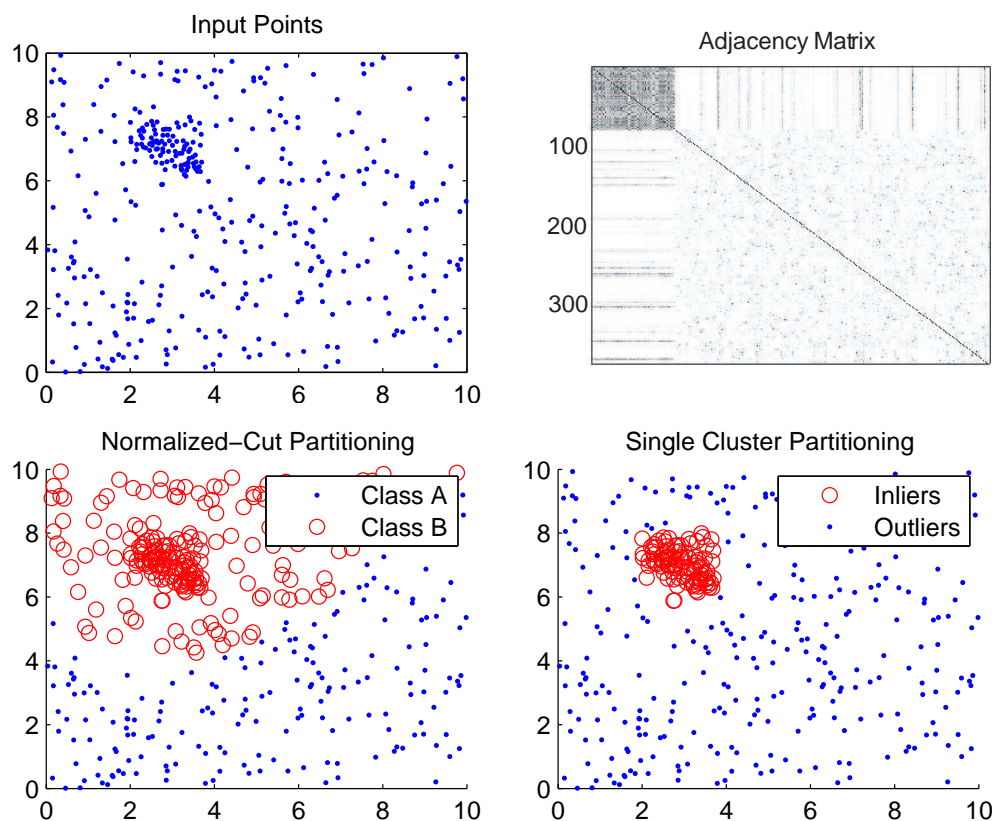 Input Points
10
8
6
4
2
0
0 2 4 6 8 10
Adjacency Matrix
100
200
300
Normalized−Cut Partitioning
10
8
6
4
2
0
0 2 4 6 8 10
Class A
Class B
Single Cluster Partitioning
10
8
6
4
2
0
0 2 4 6 8 10
Inliers
Outliers